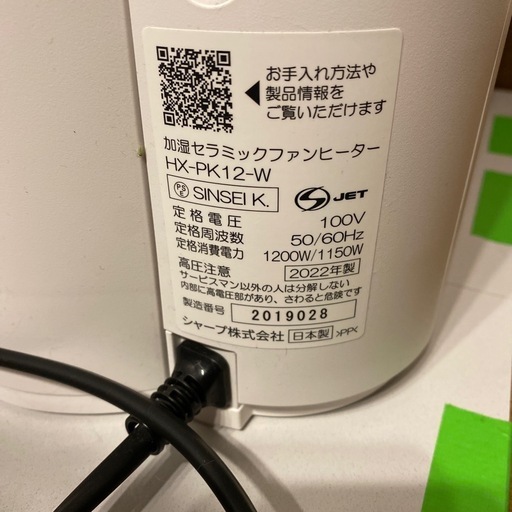 お手入れ方法や
製品情報を
ご覧いただけます
加湿セラミックファンヒーター
HX-PK12-W
PSE SINSEI K. S JET
定格電圧 100V
定格周波数 50/60Hz
定格消費電力 1200W/1150W
高圧注意 2022年製
サービスマン以外の人は分解しない
内部に高電圧部があり、さわると危険です
製造番号 2019028
シャープ株式会社 日本製 >PP<